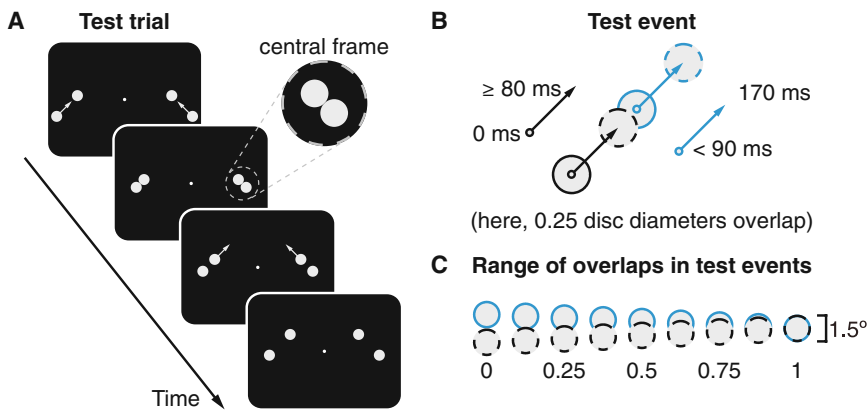 A Test trial
central frame
Time
B Test event
≥ 80 ms
0 ms
170 ms
< 90 ms
(here, 0.25 disc diameters overlap)
C Range of overlaps in test events
1.5º
0 0.25 0.5 0.75 1